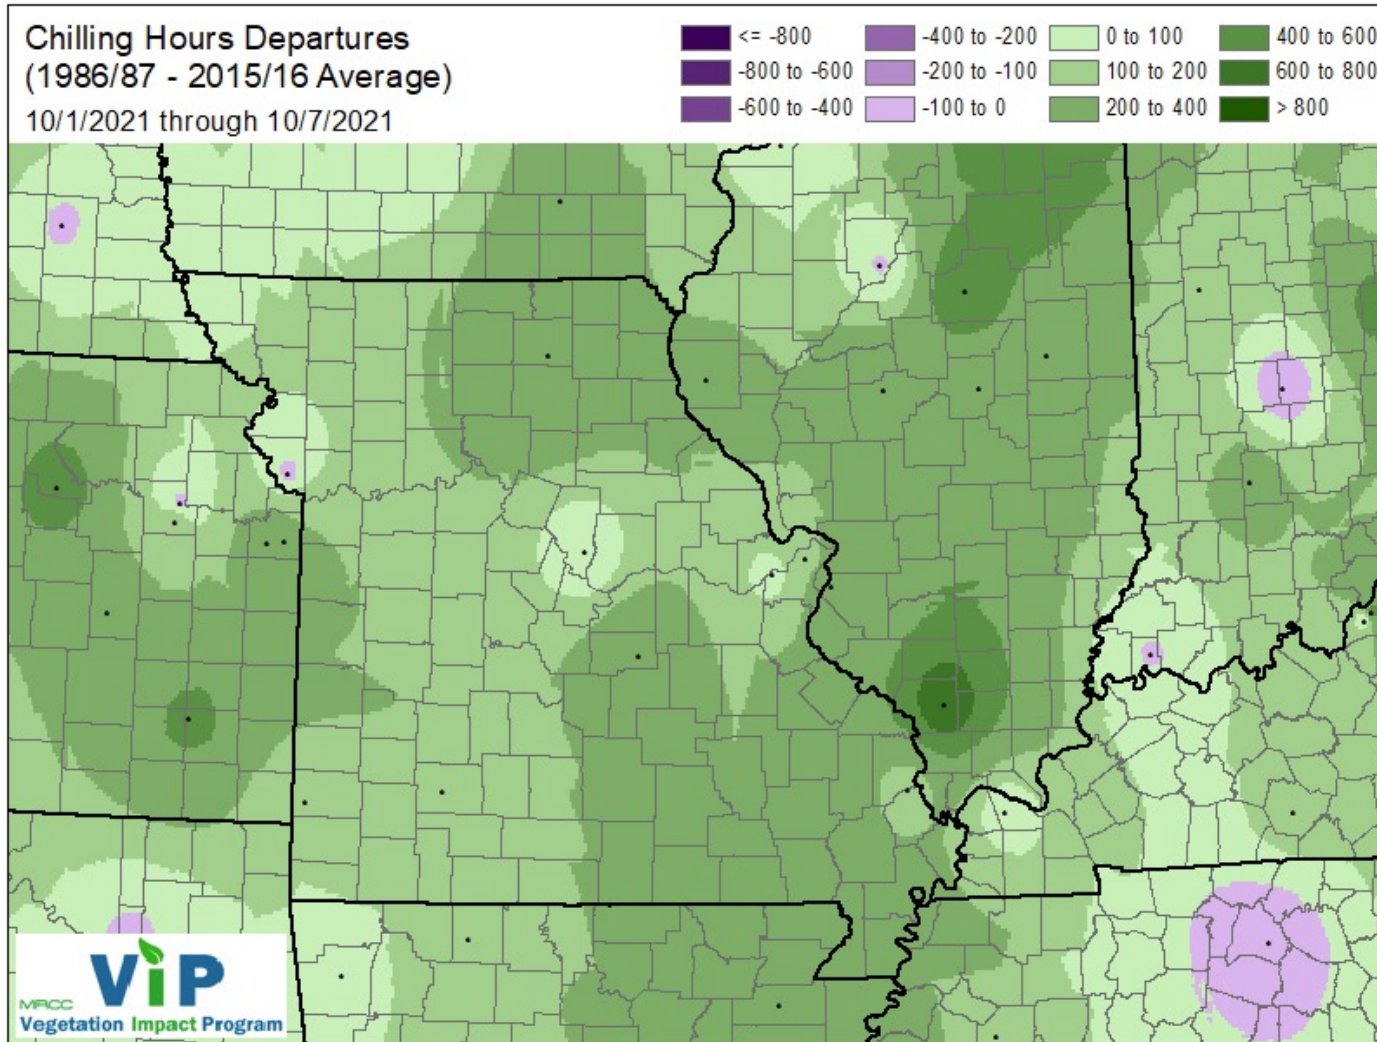 Chilling Hours Departures
(1986/87 - 2015/16 Average)
10/1/2021 through 10/7/2021
<= -800
-800 to -600
-600 to -400
-400 to -200
-200 to -100
-100 to 0
0 to 100
100 to 200
200 to 400
400 to 600
600 to 800
> 800
ViP
MRCC
Vegetation Impact Program